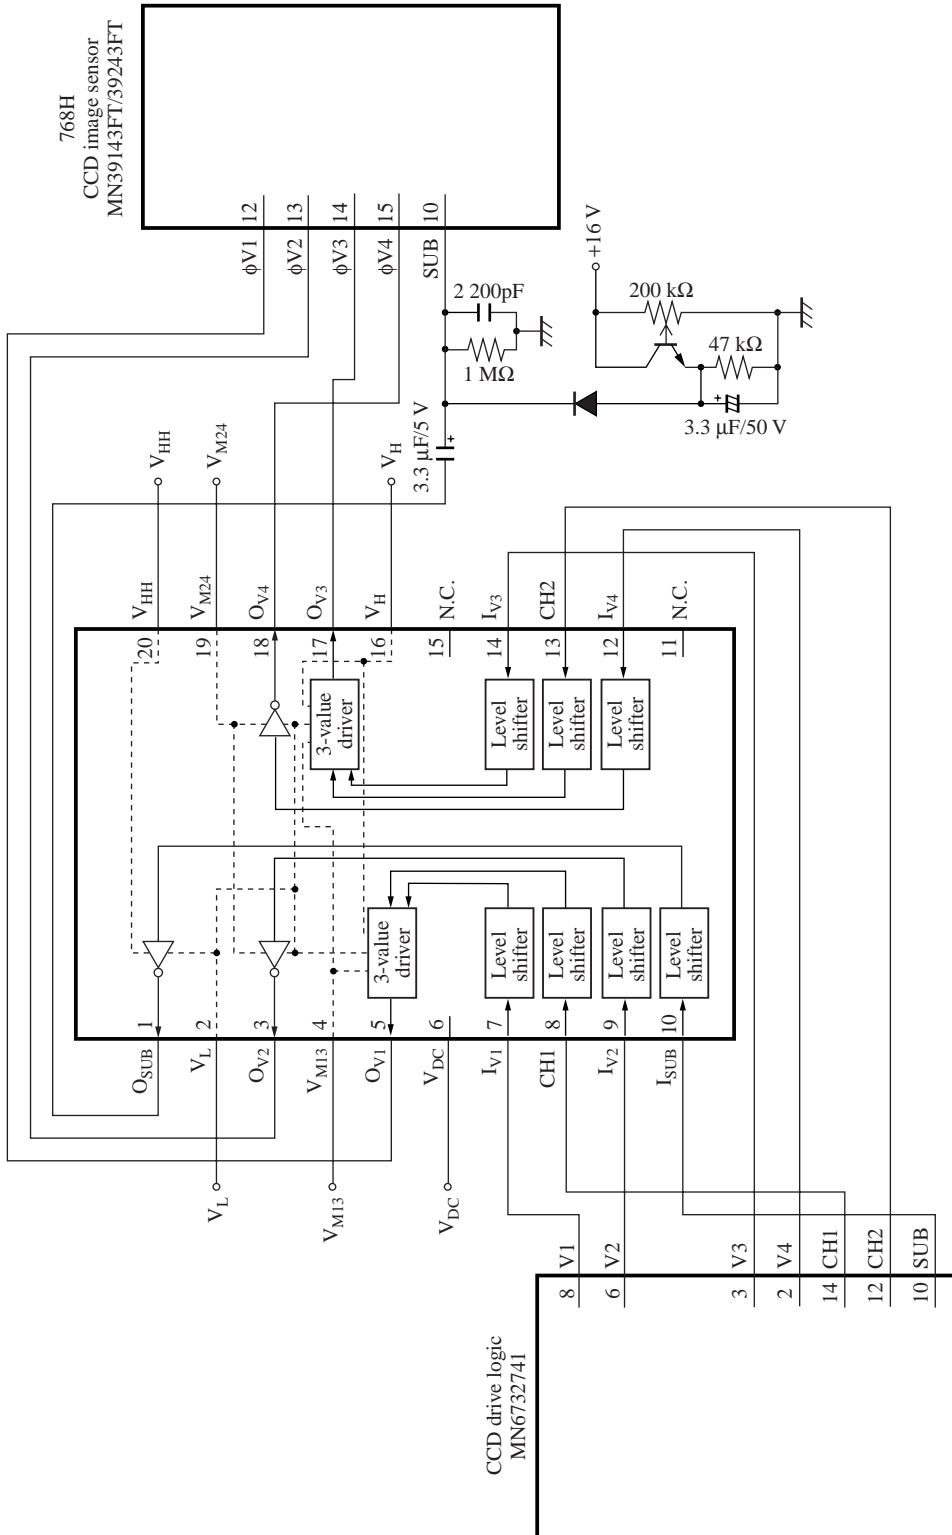 768H
CCD image sensor
MN39143FT/39243FT
12
13
14
15
10
φV1
φV2
φV3
φV4
SUB
2 200pF
1 MΩ
+16 V
200 kΩ
47 kΩ
3.3 µF/50 V
+
3.3 µF/5 V
+
VHH
VM24
VH
VHH
VM24
OV4
OV3
VH
N.C.
IV3
CH2
IV4
N.C.
20
19
18
17
16
15
14
13
12
11
3-value
driver
Level
shifter
Level
shifter
Level
shifter
3-value
driver
Level
shifter
Level
shifter
Level
shifter
Level
shifter
1
2
3
4
5
6
7
8
9
10
OSUB
VL
OV2
VM13
OV1
VDC
IV1
CH1
IV2
ISUB
VL
VM13
VDC
V1
V2
V3
V4
CH1
CH2
SUB
8
6
3
2
14
12
10
CCD drive logic
MN6732741